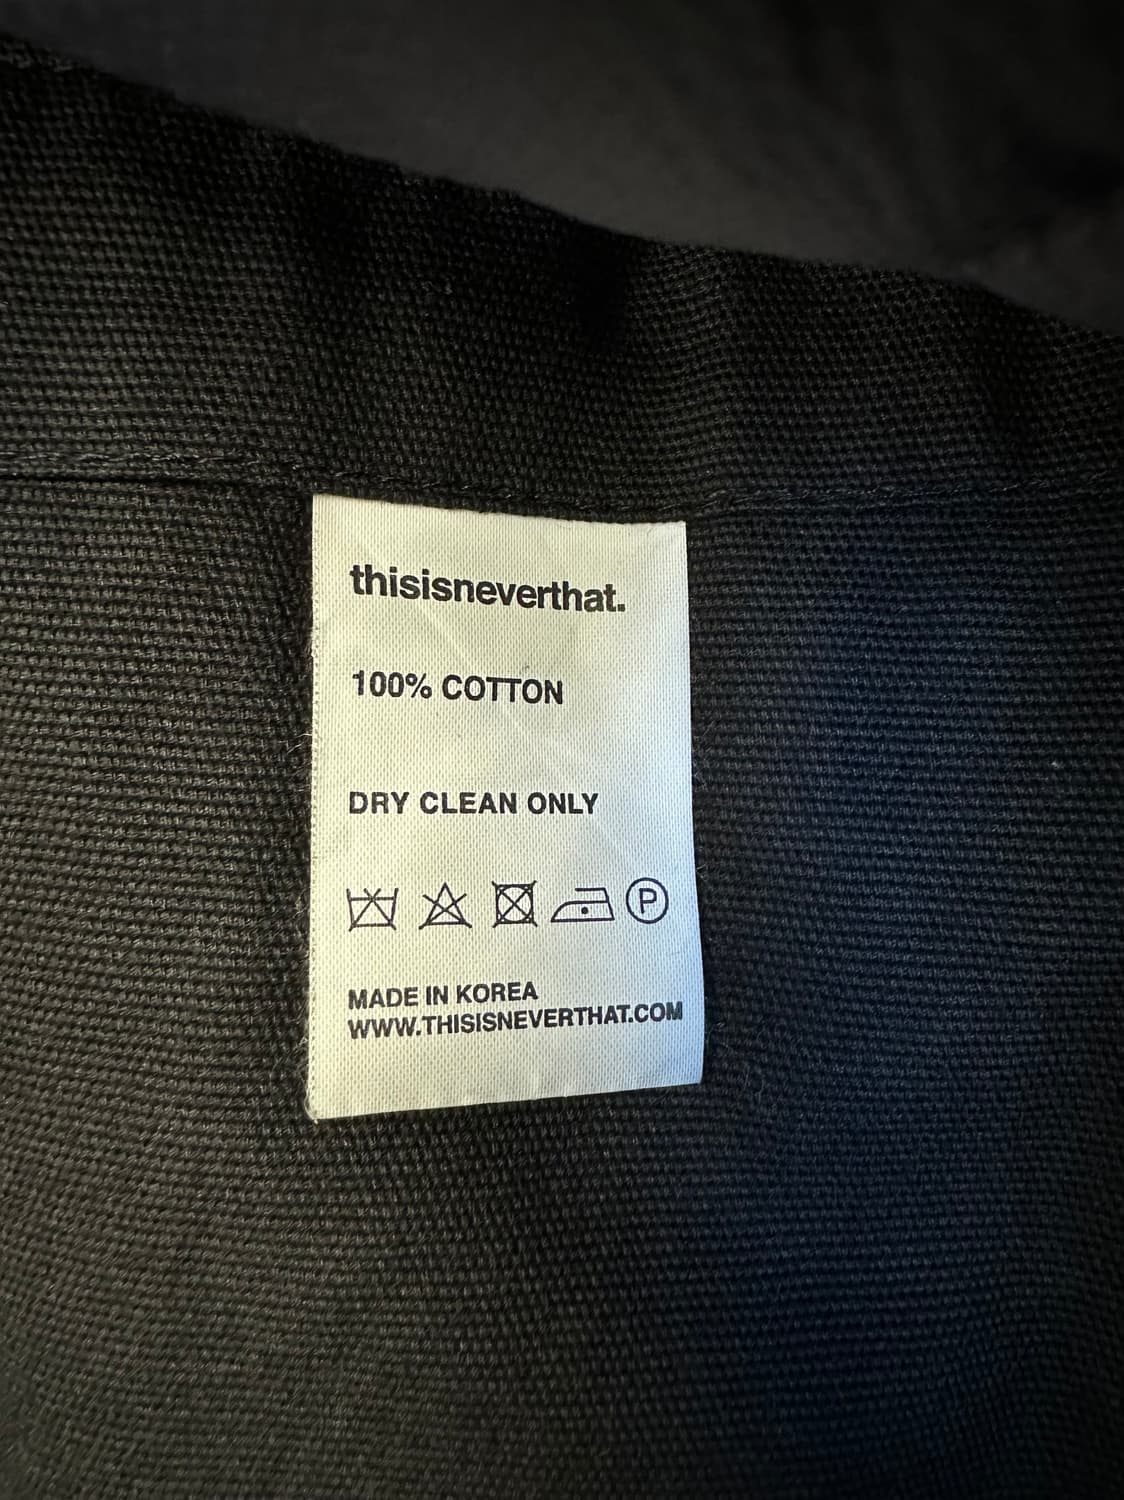 thisisneverthat.
100% COTTON
DRY CLEAN ONLY
P
MADE IN KOREA
WWW.THISISNEVERTHAT.COM